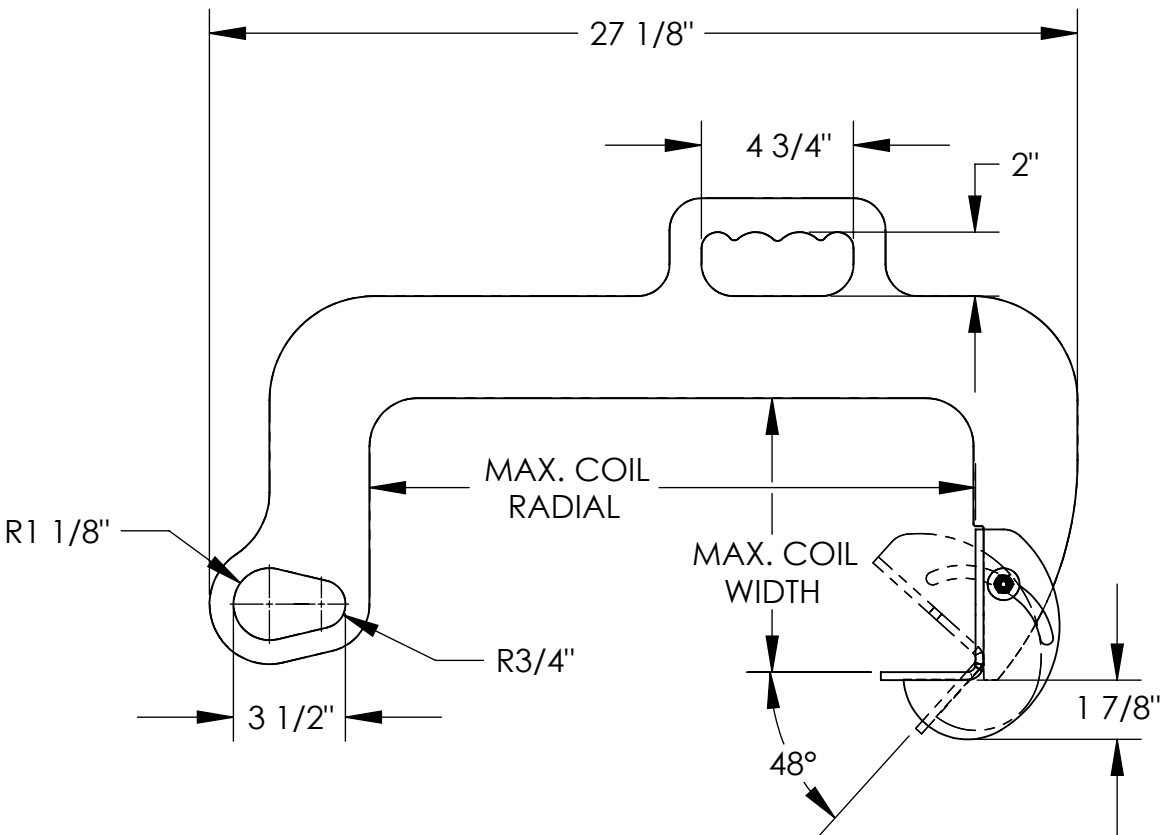 27 1/8"
4 3/4"
2"
MAX. COIL
RADIAL
R1 1/8"
MAX. COIL
WIDTH
R3/4"
3 1/2"
1 7/8"
48°